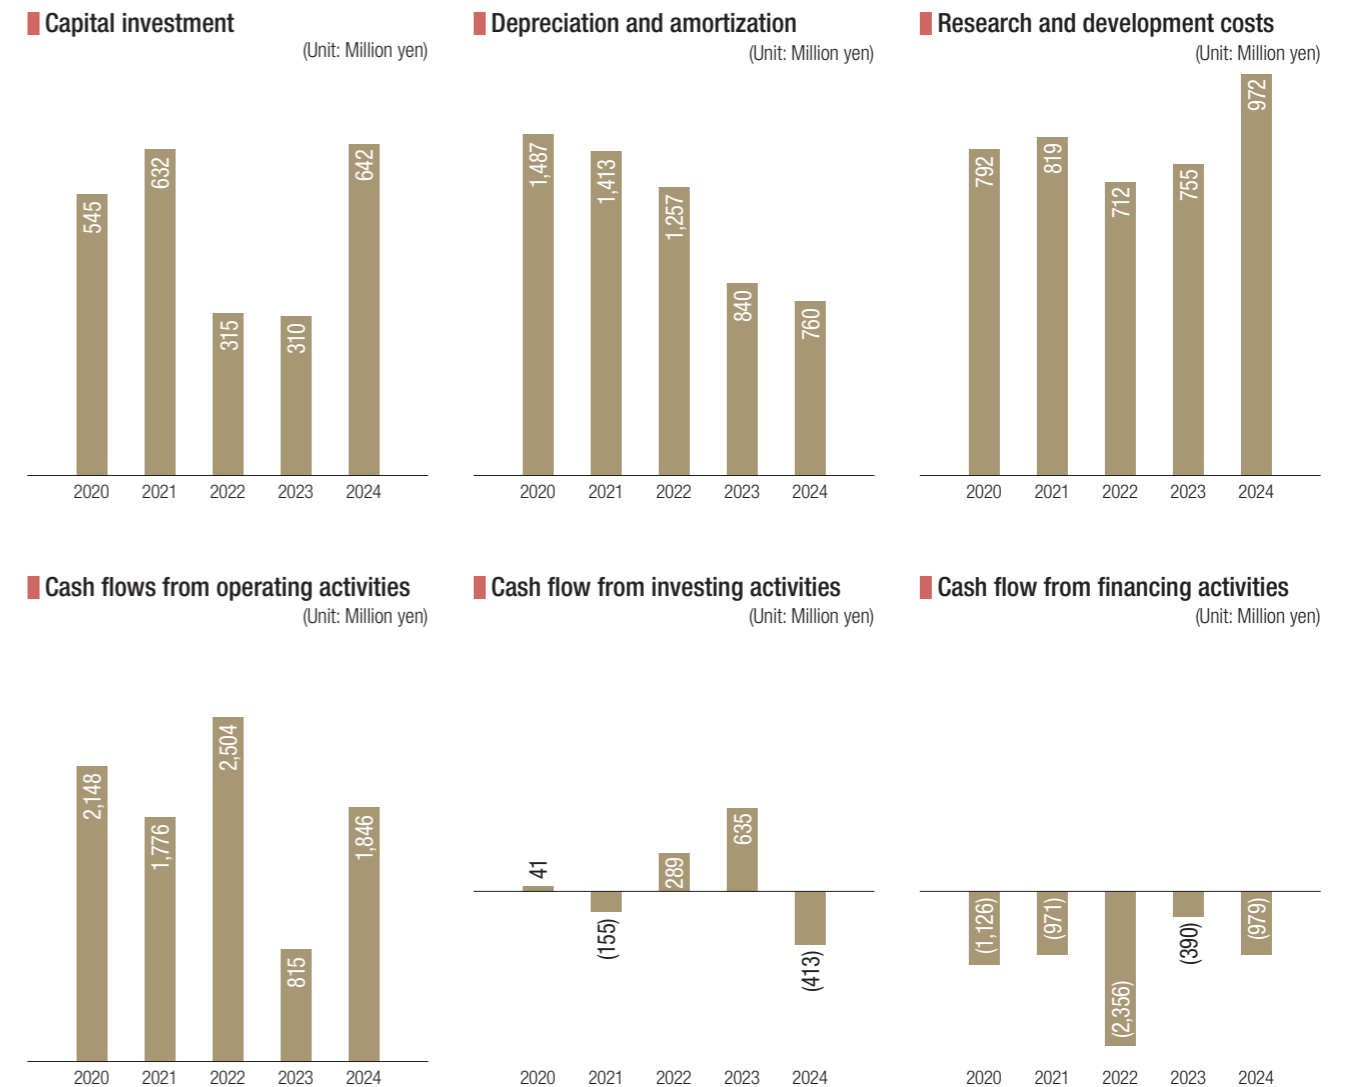 Capital investment
(Unit: Million yen)
545
632
315
310
642
2020 2021 2022 2023 2024
Depreciation and amortization
(Unit: Million yen)
1,487
1,413
1,257
840
760
2020 2021 2022 2023 2024
Research and development costs
(Unit: Million yen)
792
819
712
755
972
2020 2021 2022 2023 2024
Cash flows from operating activities
(Unit: Million yen)
2,148
1,776
2,504
815
1,846
2020 2021 2022 2023 2024
Cash flow from investing activities
(Unit: Million yen)
41
(155)
289
635
(413)
2020 2021 2022 2023 2024
Cash flow from financing activities
(Unit: Million yen)
(1,126)
(971)
(2,356)
(390)
(979)
2020 2021 2022 2023 2024